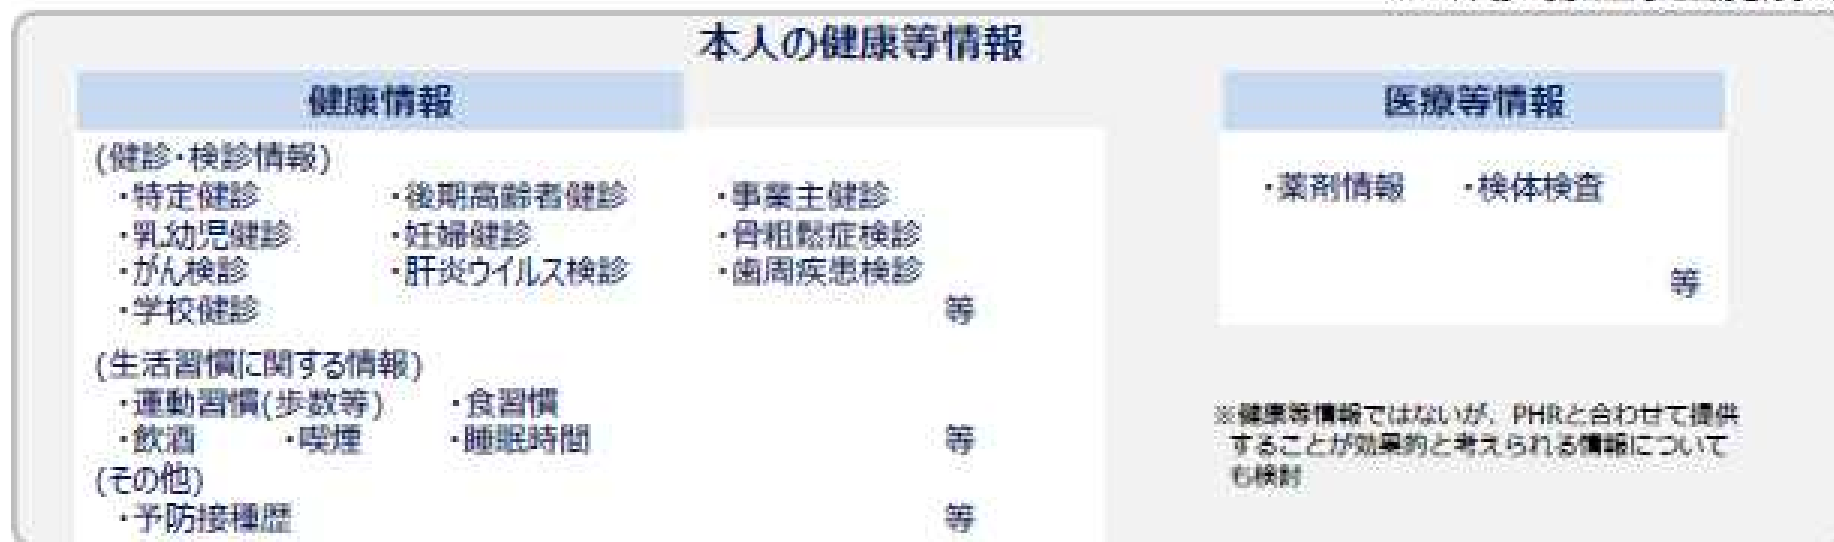 本人の健康等情報
健康情報
(健診・検診情報)
・特定健診 ・後期高齢者健診 ・事業主健診
・乳幼児健診 ・妊婦健診 ・骨粗鬆症検診
・がん検診 ・肝炎ウイルス検診 ・歯周疾患検診
・学校健診 等
(生活習慣に関する情報)
・運動習慣(歩数等) ・食習慣
・飲酒 ・喫煙 ・睡眠時間 等
(その他)
・予防接種歴 等
医療等情報
・薬剤情報 ・検体検査
等
※健康等情報ではないが、PHRと合わせて提供
することが効果的と考えられる情報について
も検討